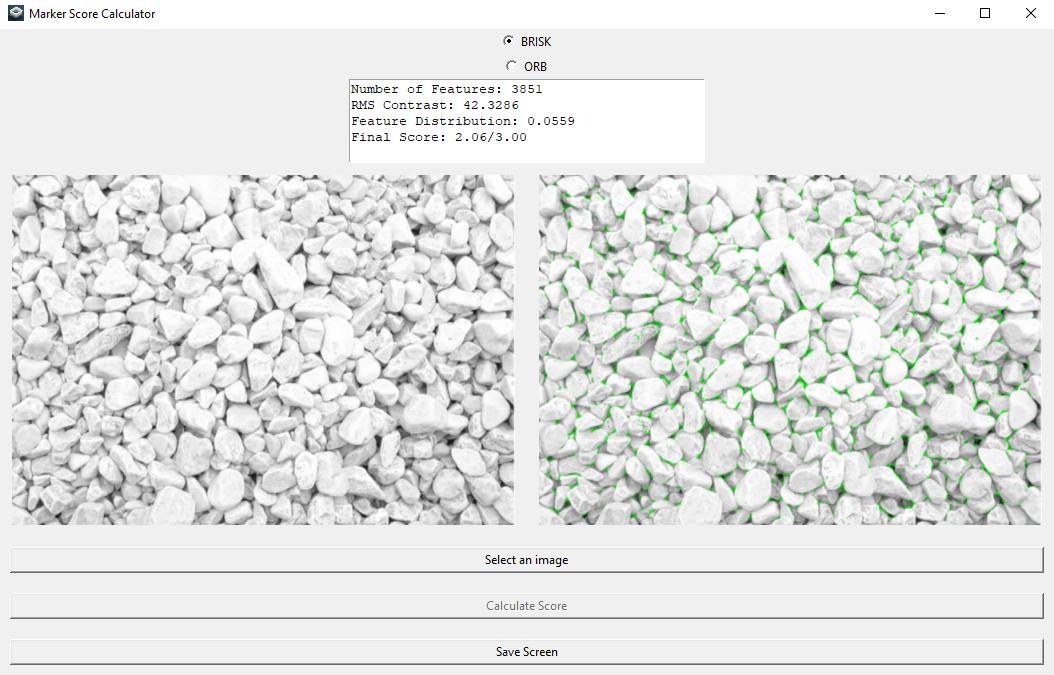 Marker Score Calculator
BRISK
ORB
Number of Features: 3851
RMS Contrast: 42.3286
Feature Distribution: 0.0559
Final Score: 2.06/3.00
Select an image
Calculate Score
Save Screen